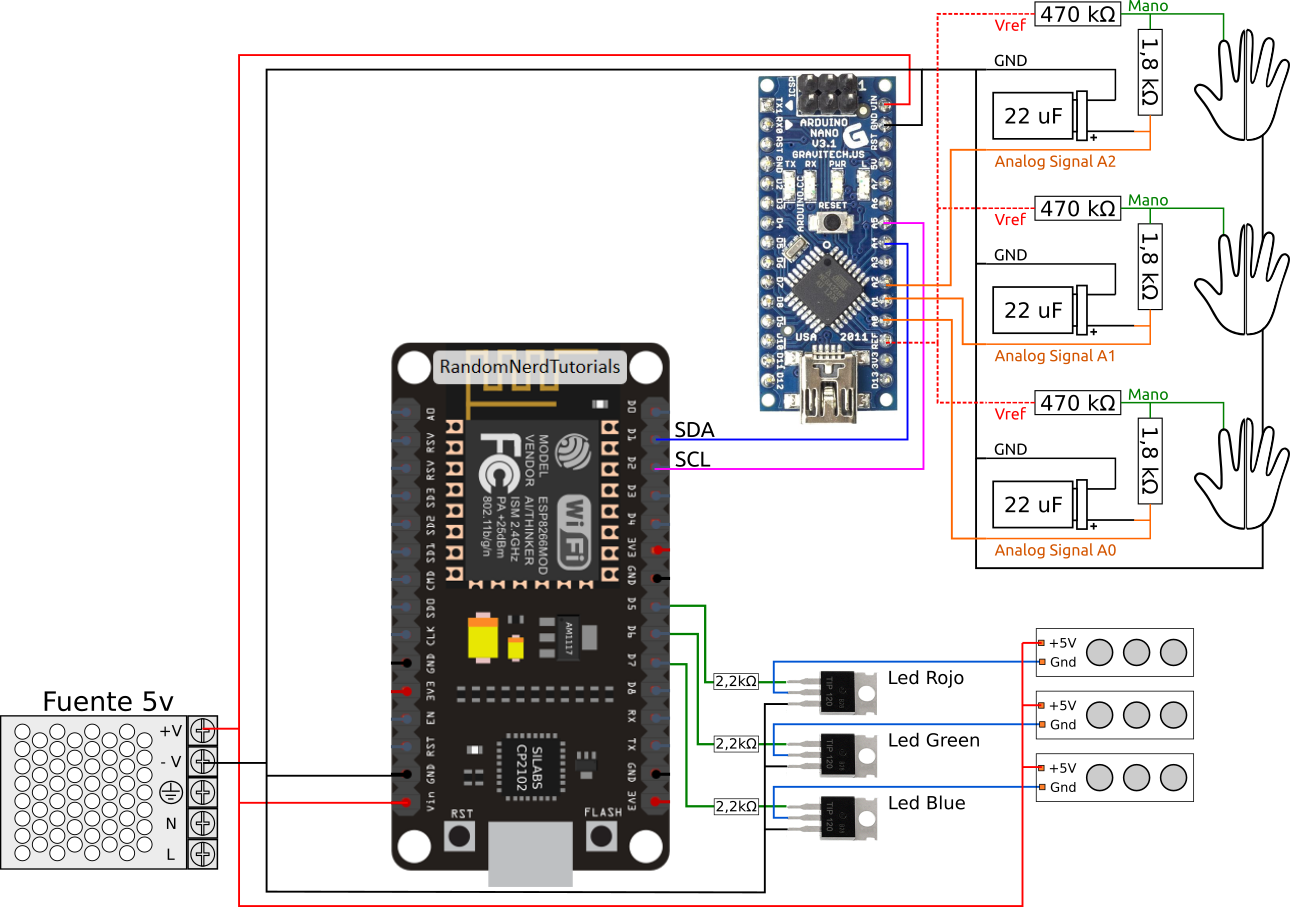 470 kΩ
Mano
Vref
1,8 kΩ
GND
22 uF
+
Analog Signal A2
470 kΩ
Mano
Vref
1,8 kΩ
GND
22 uF
+
Analog Signal A1
470 kΩ
Mano
Vref
1,8 kΩ
GND
22 uF
+
Analog Signal A0
ICSP
1
TX1
RX0
RST
GND
D2
D3
D4
D5
D6
D7
D8
D9
D10
D11
D12
VIN
GND
RST
5V
A7
A6
A5
A4
A3
A2
A1
A0
REF
3V3
D13
ARDUINO
NANO
V3.1
G
GRAVITECH.US
TX
RX
PWR
L
ARDUINO.CC
RESET
USA
2011
RandomNerdTutorials
A0
RSV
RSV
SD3
SD2
SD1
CMD
SD0
CLK
GND
3V3
EN
RST
GND
Vin
D0
D1
D2
D3
D4
3V3
GND
D5
D6
D7
D8
RX
TX
GND
3V3
SDA
SCL
FC
MODEL
VENDOR
ESP8266MOD
AI/THINKER
ISM 2.4GHz
PA +25dBm
802.11b/g/n
WiFi
AM1117
SILABS
CP2102
RST
FLASH
Fuente 5v
+V
- V
N
L
2,2kΩ
TIP 120
Led Rojo
2,2kΩ
TIP 120
Led Green
2,2kΩ
TIP 120
Led Blue
+5V
Gnd
+5V
Gnd
+5V
Gnd